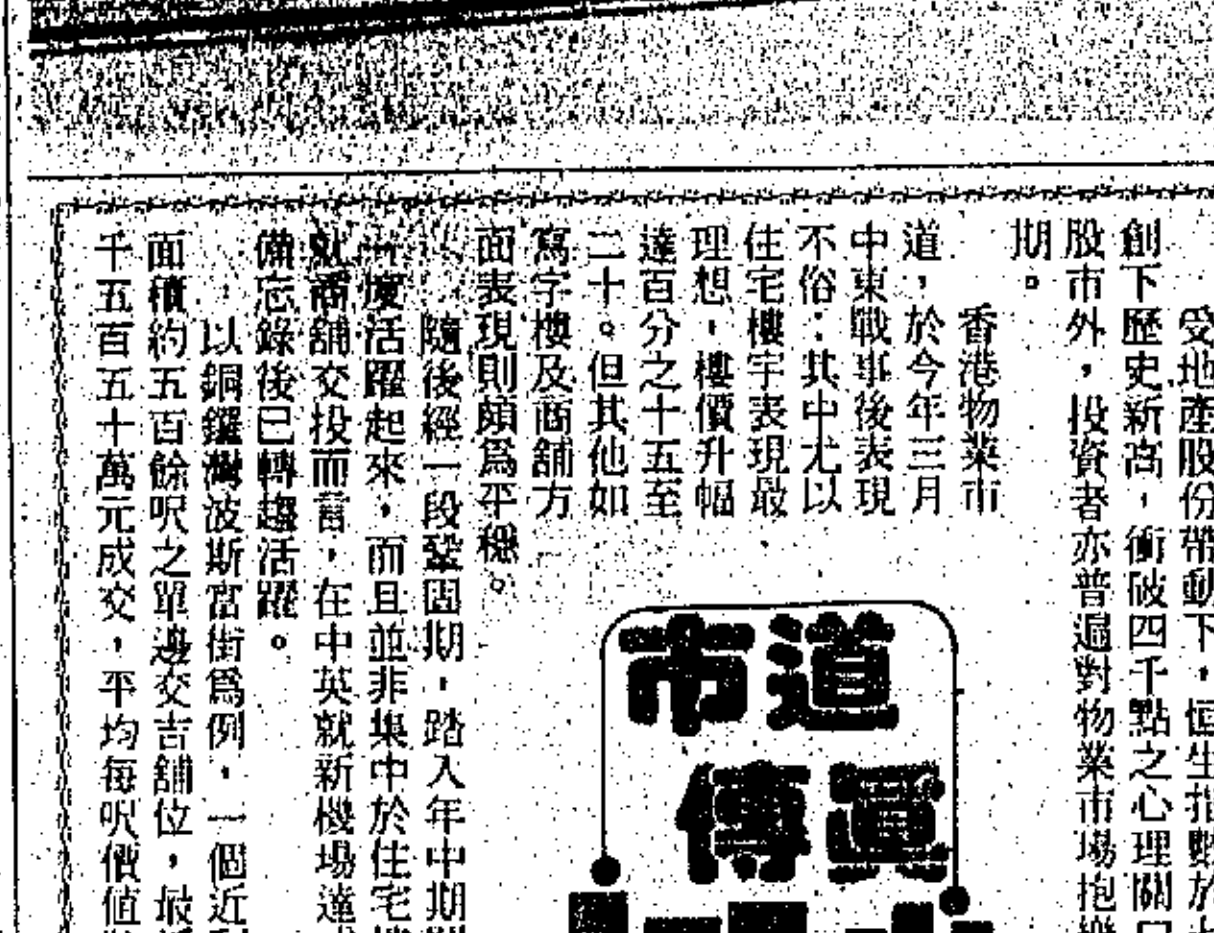 受地產股份帶動下，恒生指數於
創下歷史新高，衝破四千點之心理關口
股市外，投資者亦普遍對物業市場抱樂
期。
香港物業市
道，於今年三月
中東戰事後表現
不俗；其中尤以
住宅樓宇表現最
理想，樓價升幅
達百分之十五至
二十。但其他如
寫字樓及商舖方
面表現則頗爲平穩。
隨後經一段鞏固期，踏入年中期
壇活躍起來，而且並非集中於住宅
就商舖交投而言，在中英就新機場達
備忘錄後已轉趨活躍。
以銅鑼灣波斯富街爲例，一個近
面積約五百餘呎之單邊交吉舖位，最
千五百五十萬元成交，平均每呎價值
市道
傳真